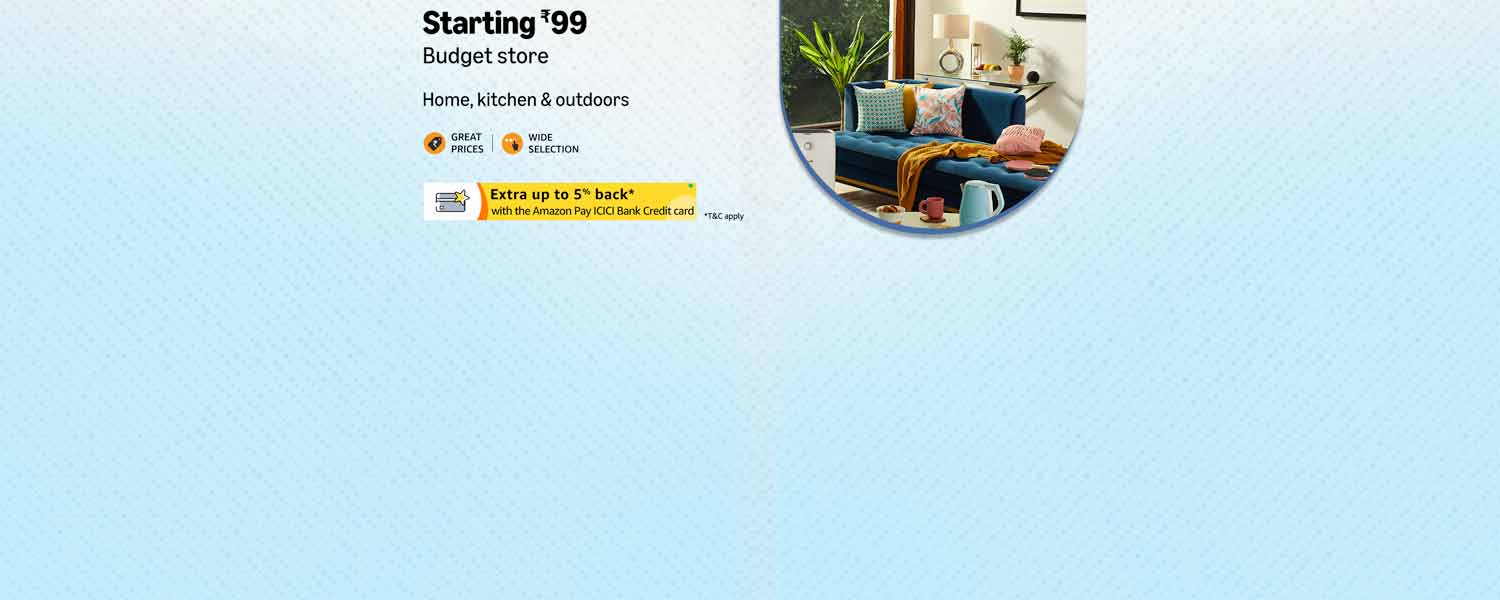 Starting ₹99
Budget store
Home, kitchen & outdoors
GREAT PRICES
WIDE SELECTION
Extra up to 5% back*
with the Amazon Pay ICICI Bank Credit card
*T&C apply